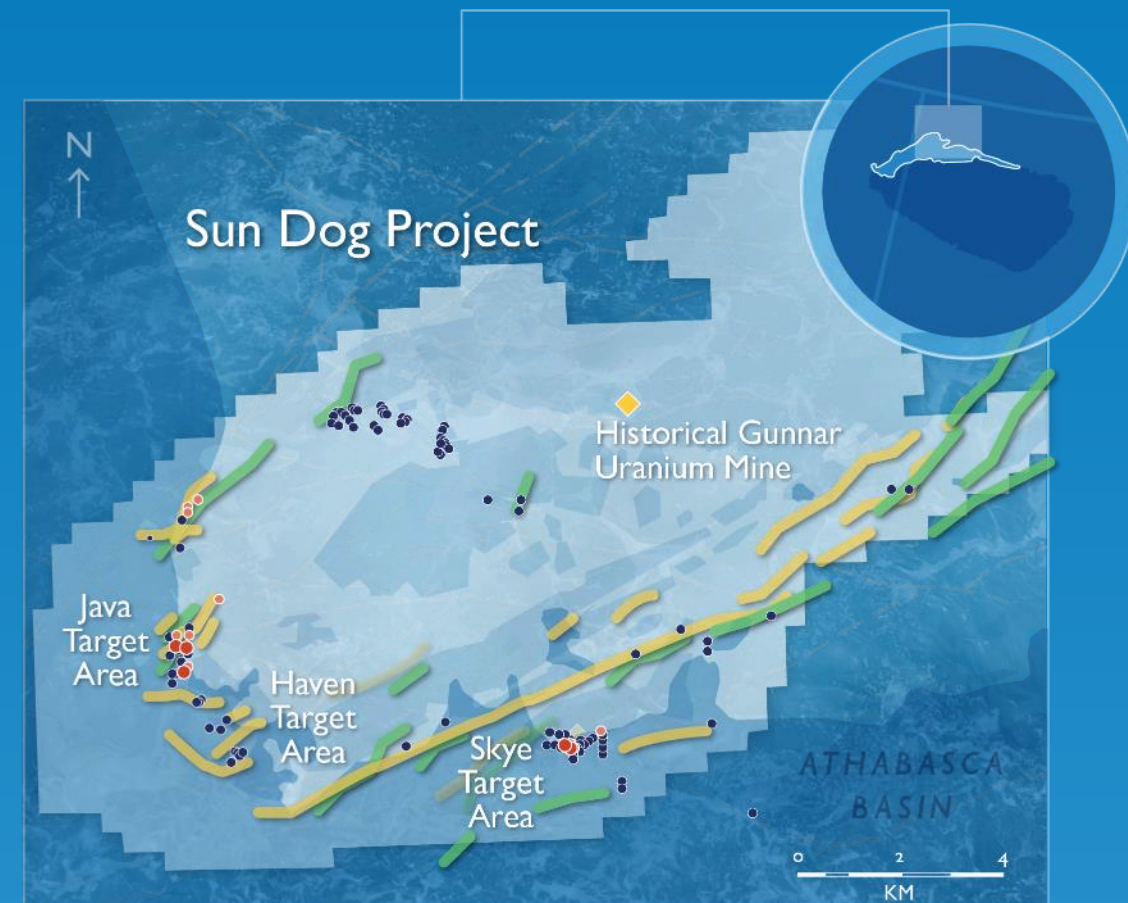 N
Sun Dog Project
Historical Gunnar
Uranium Mine
Java
Target
Area
Haven
Target
Area
Skye
Target
Area
ATHABASCA
BASIN
0 2 4
KM